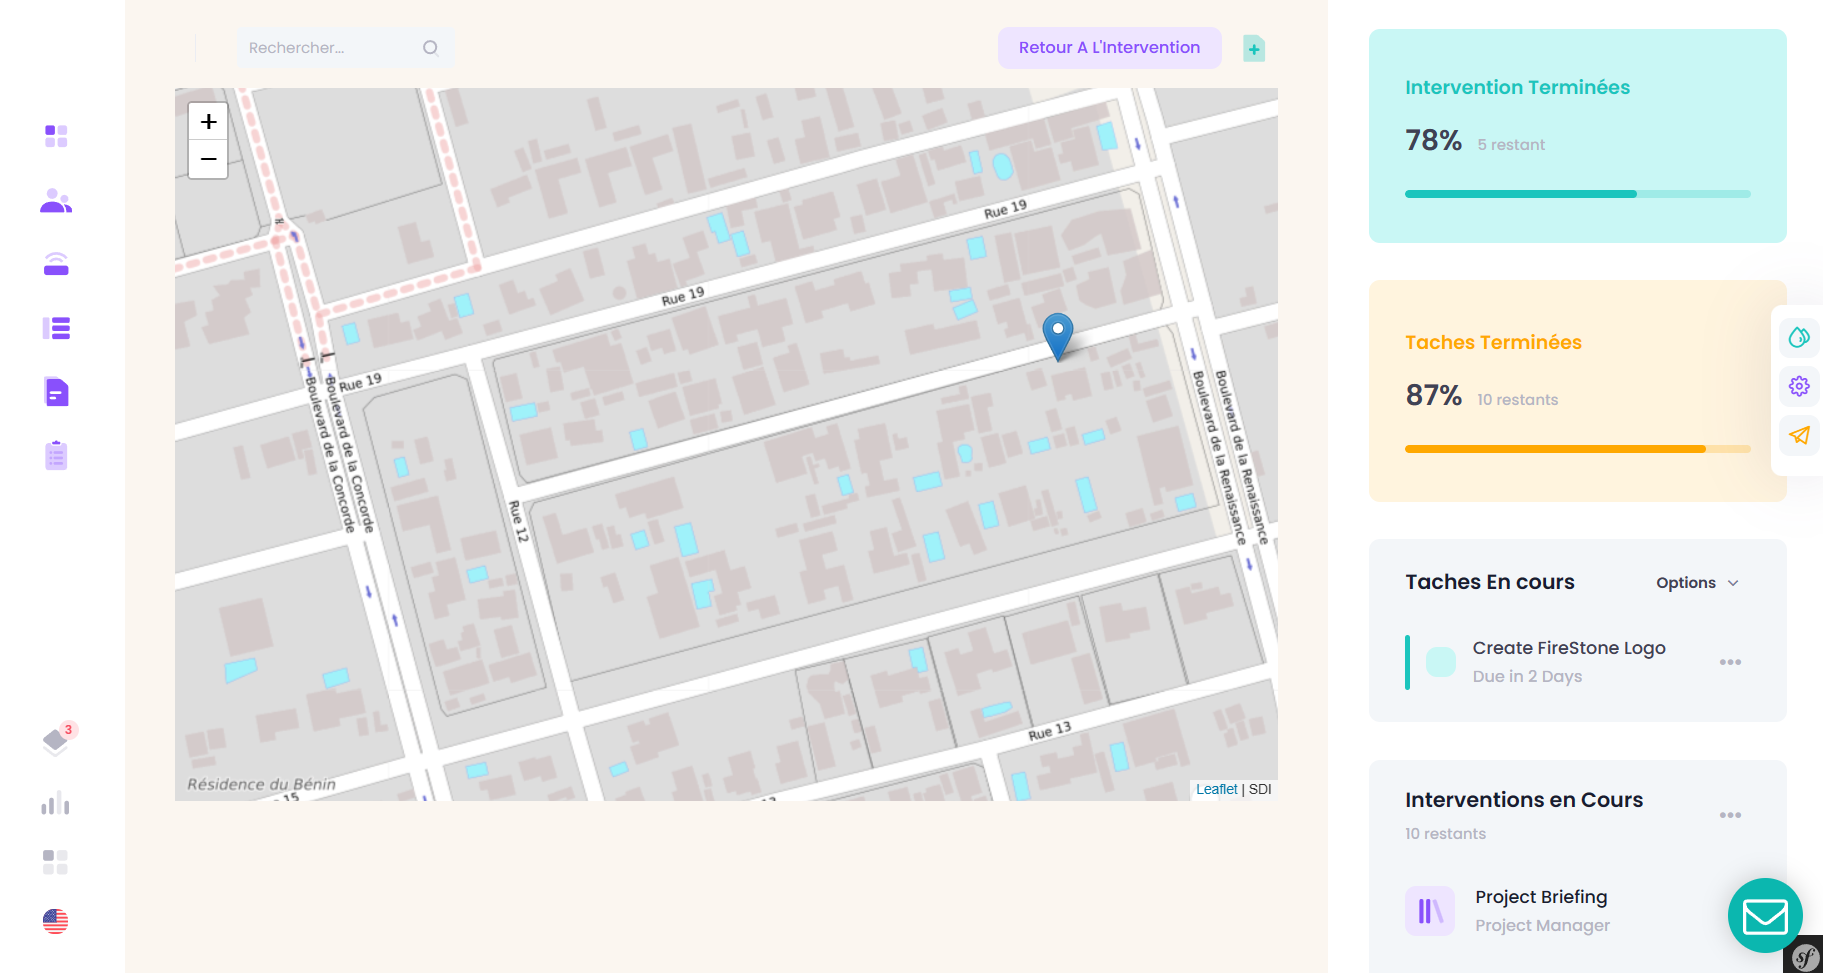 Rechercher...
Retour A L'Intervention
+
−
Rue 19
Rue 19
Rue 19
Boulevard de la Concorde
Boulevard de la Concorde
Rue 12
Boulevard de la Renaissance
Boulevard de la Renaissance
Rue 13
Résidence du Bénin
15
Leaflet | SDI
3
Intervention Terminées
78% 5 restant
Taches Terminées
87% 10 restants
Taches En cours
Options
Create FireStone Logo
Due in 2 Days
Interventions en Cours
10 restants
Project Briefing
Project Manager
sf